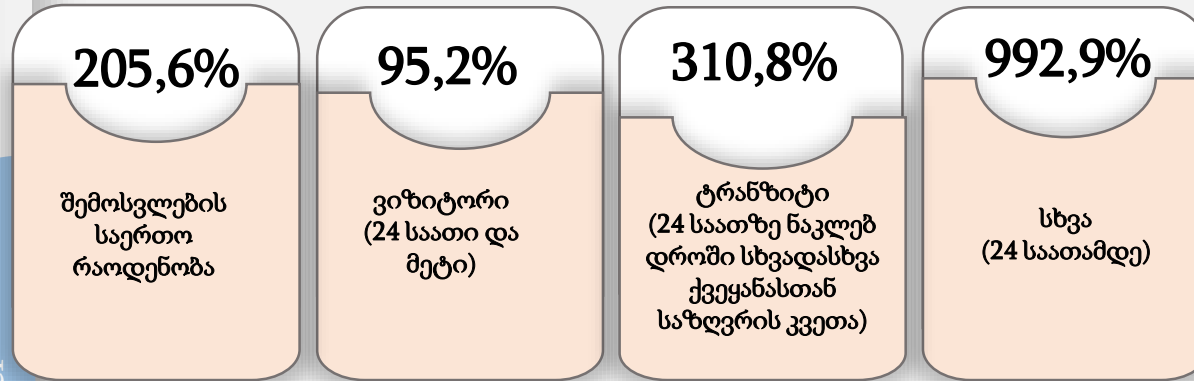 205,6%
შემოსვლების
საერთო
რაოდენობა
95,2%
ვიზიტორი
(24 საათი და
მეტი)
310,8%
ტრანზიტი
(24 საათზე ნაკლებ
დროში სხვადასხვა
ქვეყანასთან
საზღვრის კვეთა)
992,9%
სხვა
(24 საათამდე)